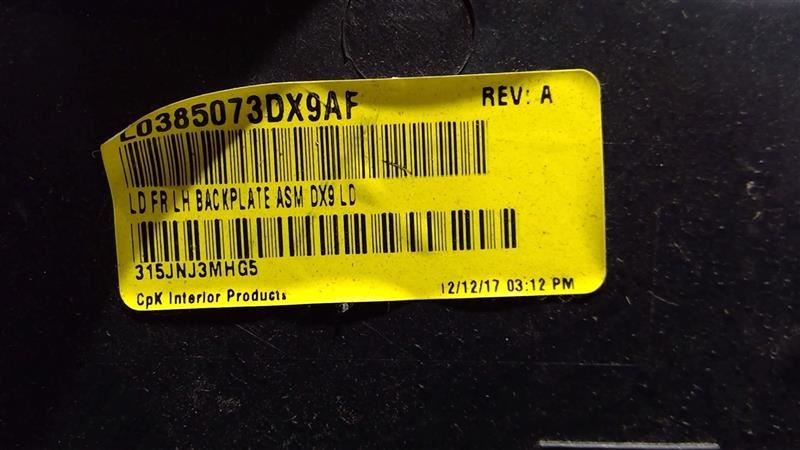 L0385073DX9AF
REV: A
LD FR LH BACKPLATE ASM DX9 LD
315JNJ3MHG5
CpK Interior Products
12/12/17 03:12 PM